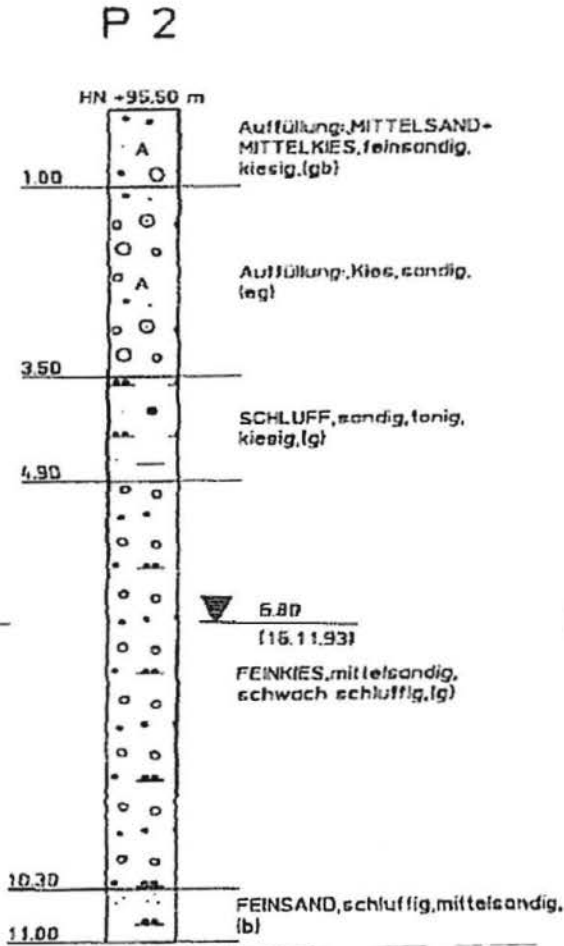 P 2
HN +95.50 m
Auffüllung:,MITTELSAND+
MITTELKIES,feinsandig,
kiesig,(gb)
A
1.00
Auffüllung:,Kies,sandig,
(eg)
A
3.50
SCHLUFF,sandig,tonig,
kiesig,(g)
4.90
6.80
(16.11.93)
FEINKIES,mittelsandig,
schwach schluffig,(g)
10.30
FEINSAND,schluffig,mittelsandig,
(b)
11.00